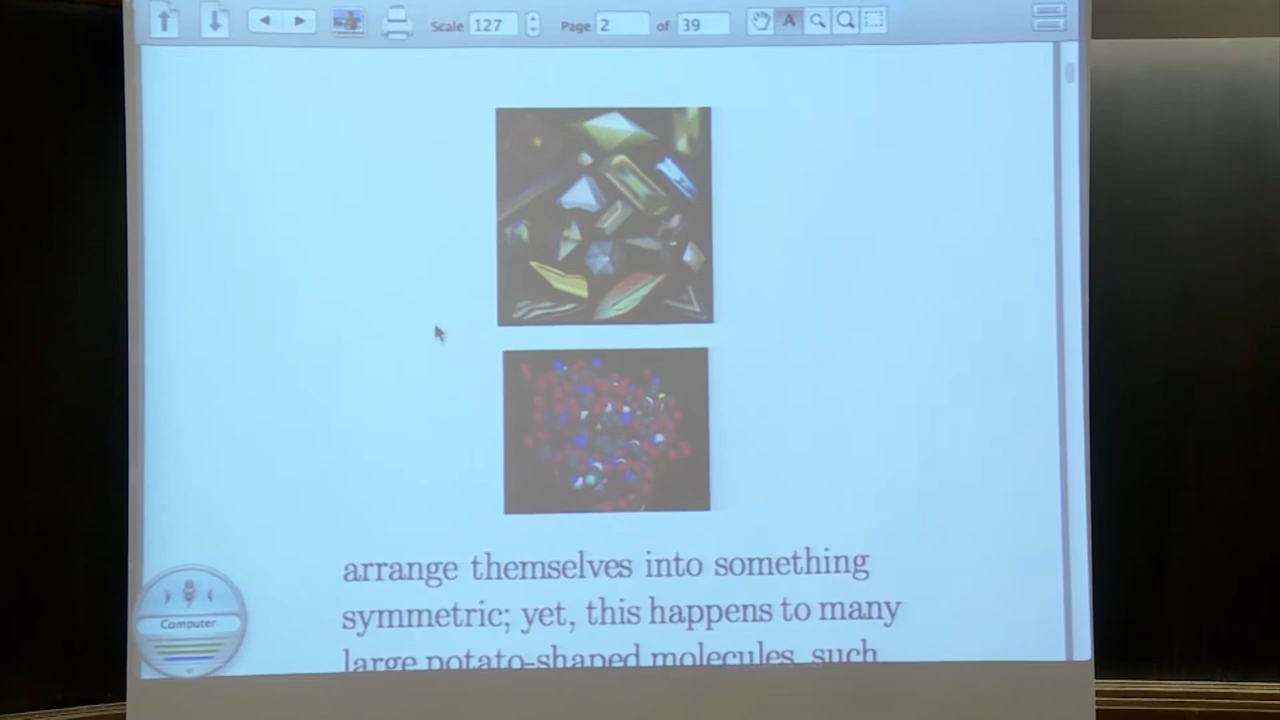 Scale 127 Page 2 of 39 A
arrange themselves into something
symmetric; yet, this happens to many
large potato-shaped molecules, such
Computer